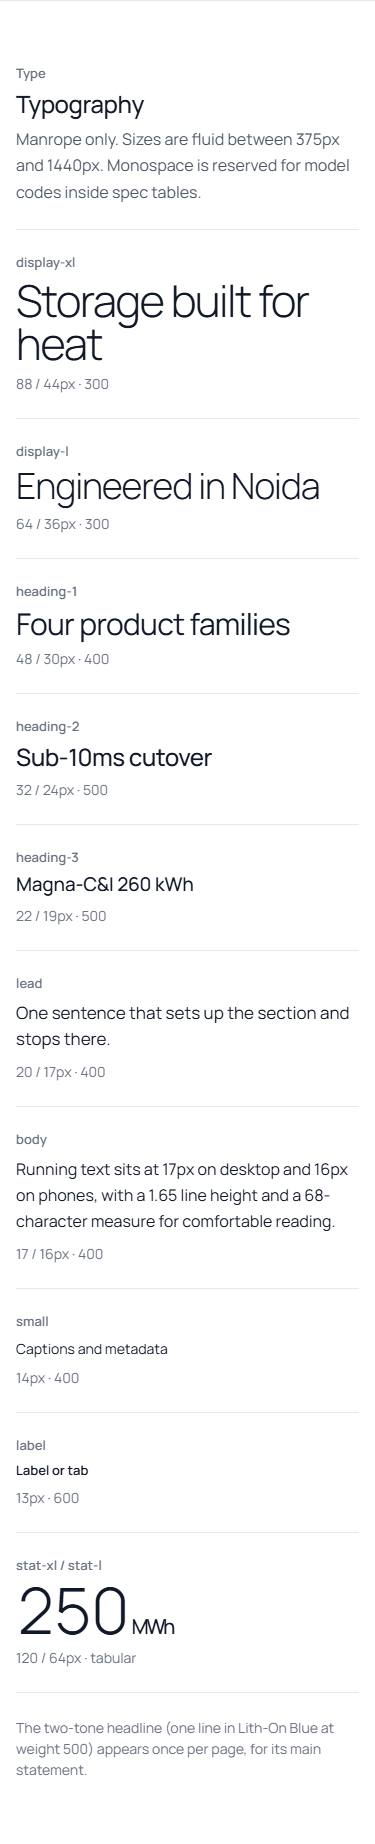 Type
Typography
Manrope only. Sizes are fluid between 375px
and 1440px. Monospace is reserved for model
codes inside spec tables.
display-xl
Storage built for
heat
88 / 44px · 300
display-l
Engineered in Noida
64 / 36px · 300
heading-1
Four product families
48 / 30px · 400
heading-2
Sub-10ms cutover
32 / 24px · 500
heading-3
Magna-C&I 260 kWh
22 / 19px · 500
lead
One sentence that sets up the section and
stops there.
20 / 17px · 400
body
Running text sits at 17px on desktop and 16px
on phones, with a 1.65 line height and a 68-
character measure for comfortable reading.
17 / 16px · 400
small
Captions and metadata
14px · 400
label
Label or tab
13px · 600
stat-xl / stat-l
250 MWh
120 / 64px · tabular
The two-tone headline (one line in Lith-On Blue at
weight 500) appears once per page, for its main
statement.